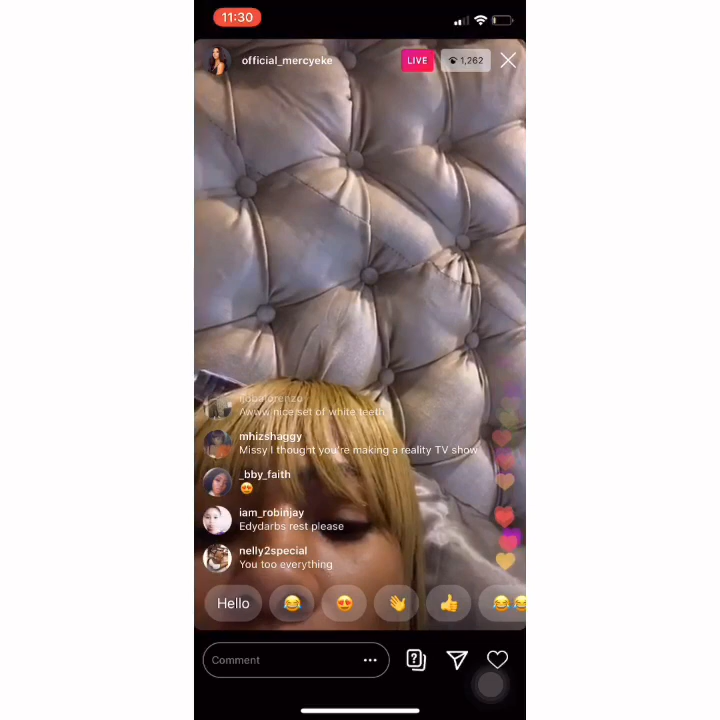 11:30
official_mercyeke
LIVE
1,262
Awww nice set of white teeth
mhizshaggy
Missy I thought you're making a reality TV show
_bby_faith
iam_robinjay
Edydarbs rest please
nelly2special
You too everything
Hello
Comment